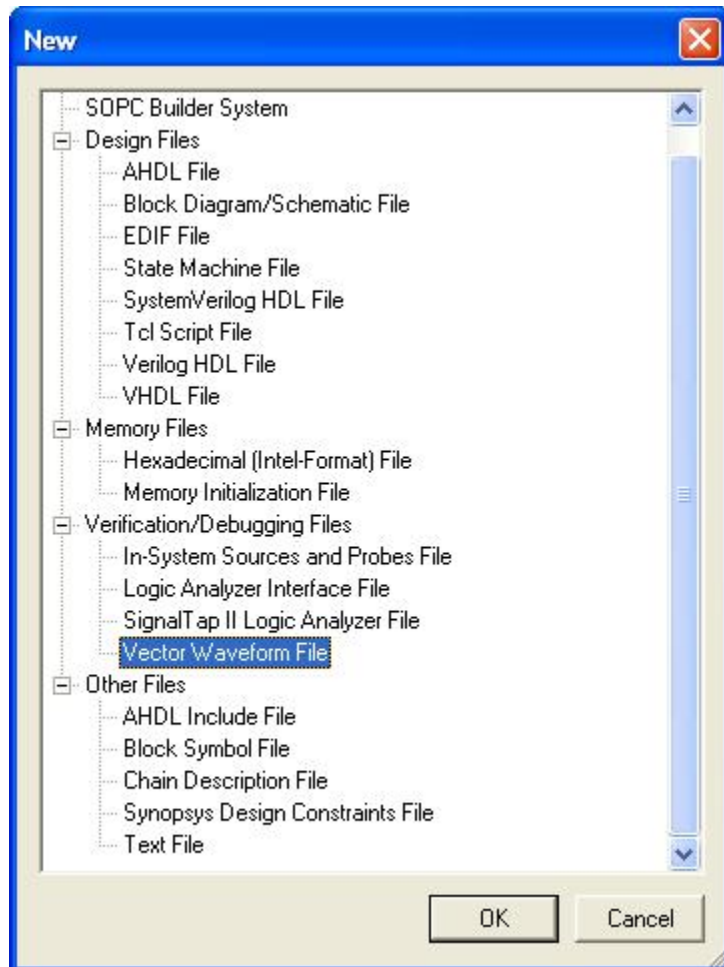 New
SOPC Builder System
Design Files
AHDL File
Block Diagram/Schematic File
EDIF File
State Machine File
SystemVerilog HDL File
Tcl Script File
Verilog HDL File
VHDL File
Memory Files
Hexadecimal (Intel-Format) File
Memory Initialization File
Verification/Debugging Files
In-System Sources and Probes File
Logic Analyzer Interface File
SignalTap II Logic Analyzer File
Vector Waveform File
Other Files
AHDL Include File
Block Symbol File
Chain Description File
Synopsys Design Constraints File
Text File
OK Cancel